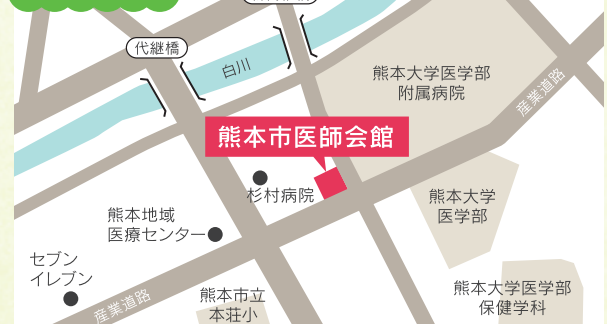 代継橋
白川
熊本大学医学部
附属病院
産業道路
熊本市医師会館
杉村病院
熊本大学
医学部
熊本地域
医療センター
セブン
イレブン
産業道路
熊本市立
本荘小
熊本大学医学部
保健学科